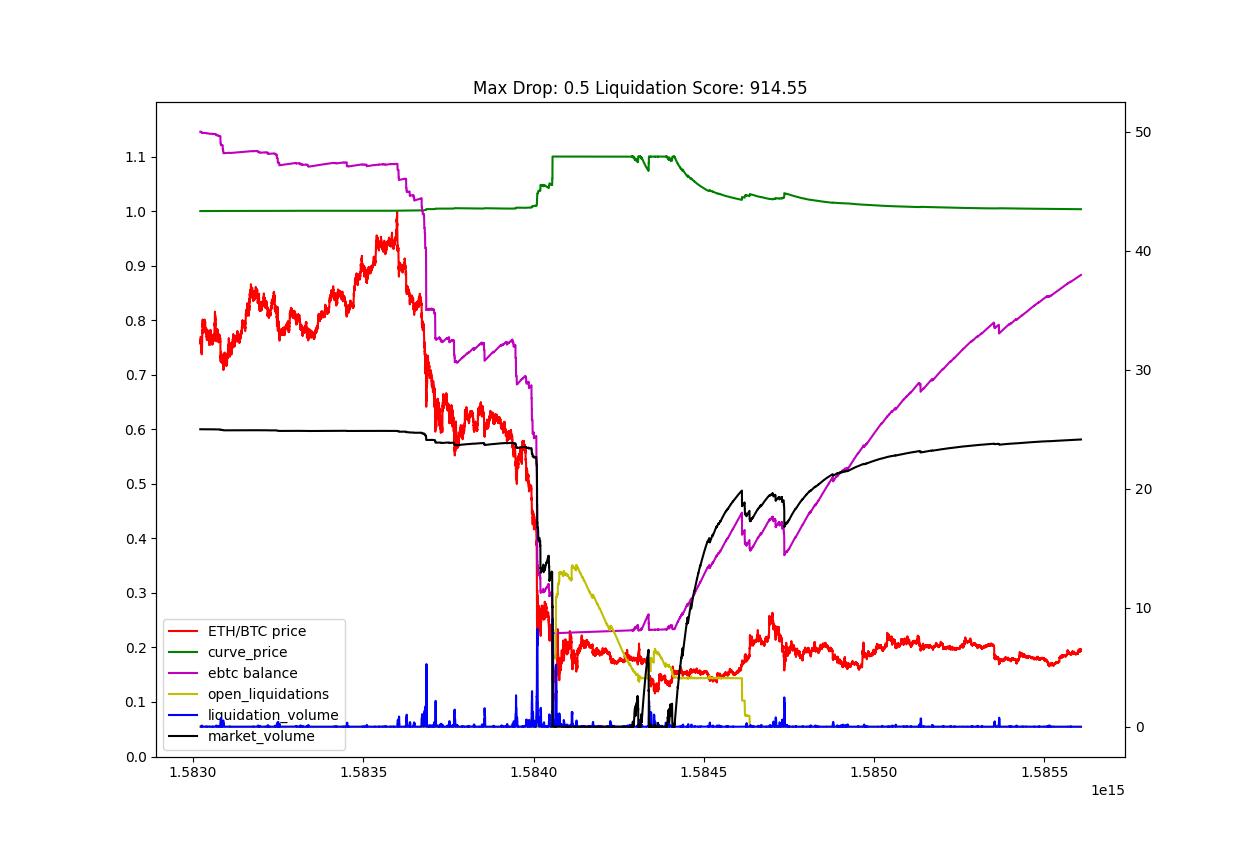 Max Drop: 0.5 Liquidation Score: 914.55
1.1
1.0
0.9
0.8
0.7
0.6
0.5
0.4
0.3
0.2
0.1
0.0
50
40
30
20
10
0
ETH/BTC price
curve_price
ebtc balance
open_liquidations
liquidation_volume
market_volume
1.5830 1.5835 1.5840 1.5845 1.5850 1.5855
1e15